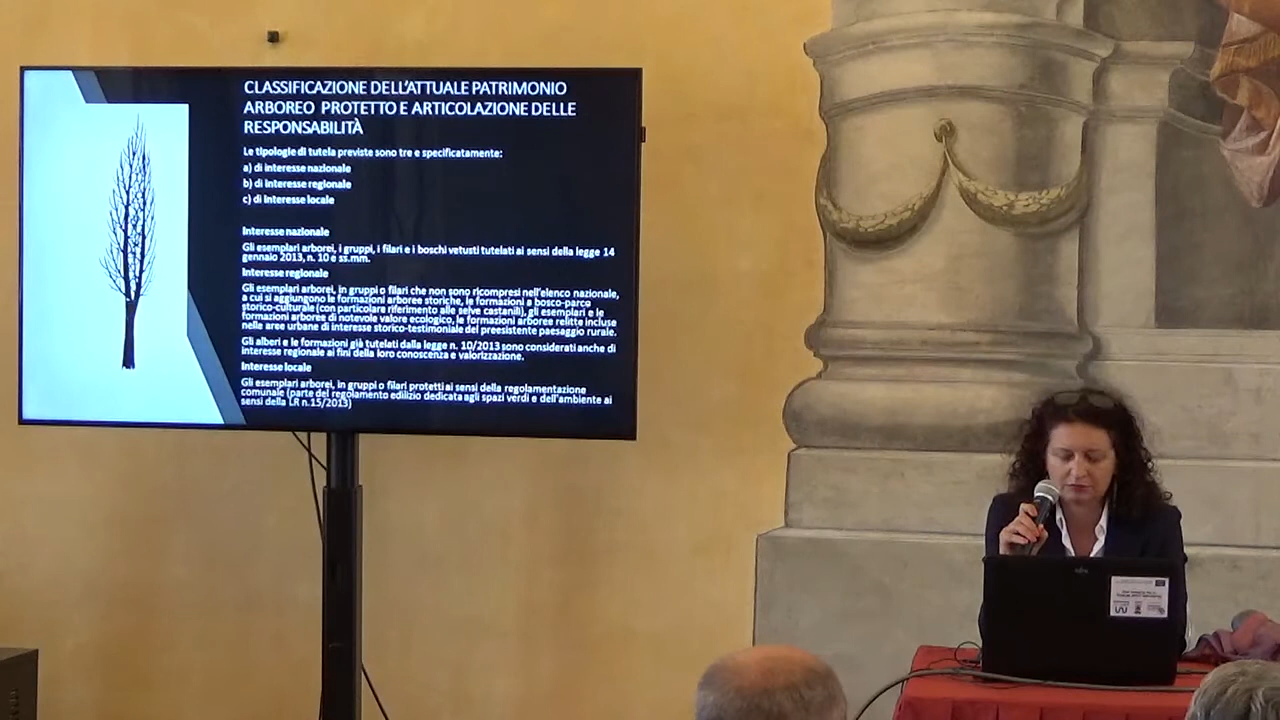 CLASSIFICAZIONE DELL'ATTUALE PATRIMONIO
ARBOREO PROTETTO E ARTICOLAZIONE DELLE
RESPONSABILITÀ
Le tipologie di tutela previste sono tre e specificatamente:
a) di interesse nazionale
b) di interesse regionale
c) di interesse locale
Interesse nazionale
Gli esemplari arborei, i gruppi, i filari e i boschi vetusti tutelati ai sensi della legge 14
gennaio 2013, n. 10 e ss.mm.
Interesse regionale
Gli esemplari arborei, in gruppi o filari che non sono ricompresi nell'elenco nazionale,
a cui si aggiungono le formazioni arboree storiche, le formazioni a bosco-parco
storico-culturale (con particolare riferimento alle selve castanili), gli esemplari e le
formazioni arboree di notevole valore ecologico, le formazioni arboree relitte incluse
nelle aree urbane di interesse storico-testimoniale del preesistente paesaggio rurale.
Gli alberi e le formazioni già tutelati dalla legge n. 10/2013 sono considerati anche di
interesse regionale ai fini della loro conoscenza e valorizzazione.
Interesse locale
Gli esemplari arborei, in gruppi o filari protetti ai sensi della regolamentazione
comunale (parte del regolamento edilizio dedicata agli spazi verdi e dell'ambiente ai
sensi della LR n.15/2013)